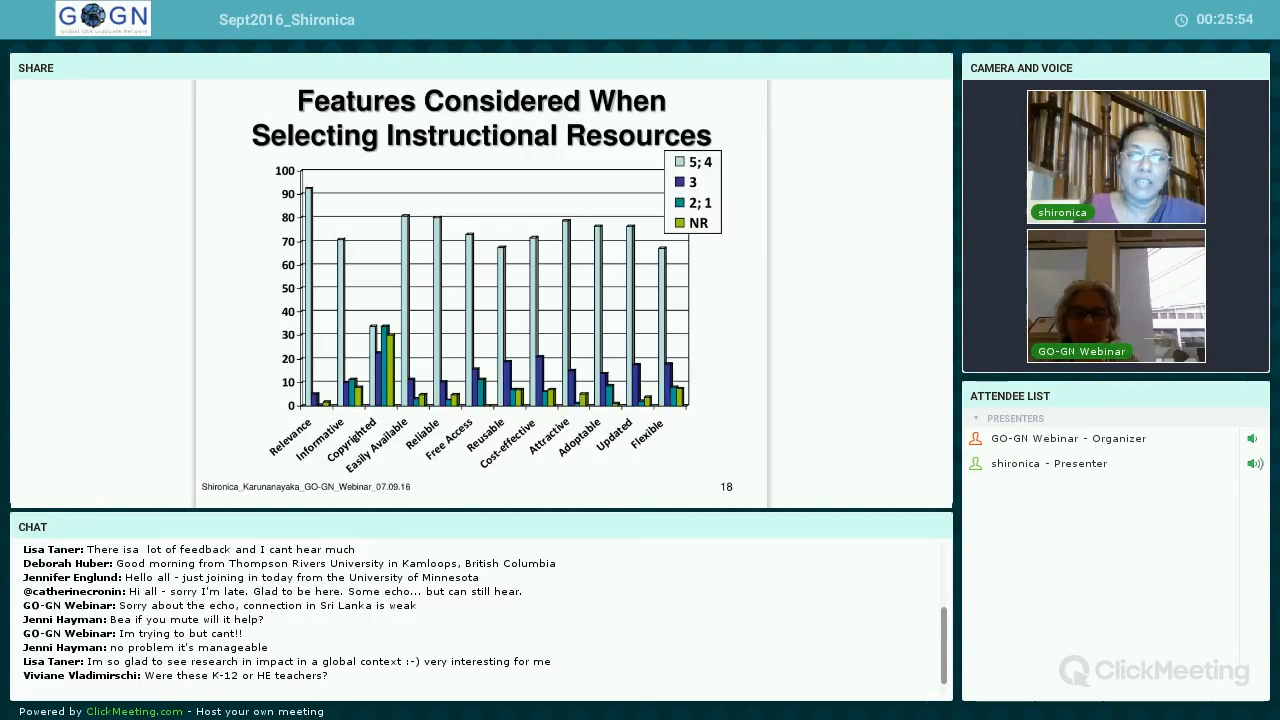 GOGN
Global OER Graduate Network
Sept2016_Shironica
00:25:54
SHARE
Features Considered When
Selecting Instructional Resources
5; 4
3
2; 1
NR
100
90
80
70
60
50
40
30
20
10
0
Relevance
Informative
Copyrighted
Easily Available
Reliable
Free Access
Reusable
Cost-effective
Attractive
Adoptable
Updated
Flexible
Shironica_Karunanayaka_GO-GN_Webinar_07.09.16
18
CAMERA AND VOICE
shironica
GO-GN Webinar
ATTENDEE LIST
PRESENTERS
GO-GN Webinar - Organizer
shironica - Presenter
CHAT
Lisa Taner: There isa lot of feedback and I cant hear much
Deborah Huber: Good morning from Thompson Rivers University in Kamloops, British Columbia
Jennifer Englund: Hello all - just joining in today from the University of Minnesota
@catherinecronin: Hi all - sorry I'm late. Glad to be here. Some echo... but can still hear.
GO-GN Webinar: Sorry about the echo, connection in Sri Lanka is weak
Jenni Hayman: Bea if you mute will it help?
GO-GN Webinar: Im trying to but cant!!
Jenni Hayman: no problem it's manageable
Lisa Taner: Im so glad to see research in impact in a global context :-) very interesting for me
Viviane Vladimirschi: Were these K-12 or HE teachers?
ClickMeeting
Powered by ClickMeeting.com - Host your own meeting